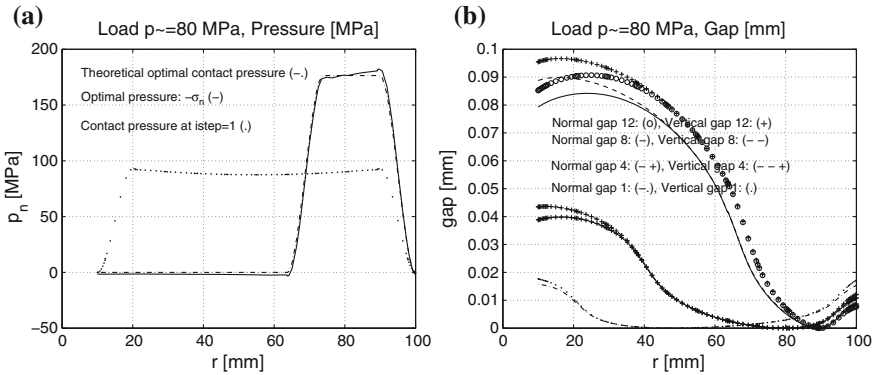 (a)
Load p~=80 MPa, Pressure [MPa]
200
150
100
50
0
−50
p_n [MPa]
Theoretical optimal contact pressure (−.)
Optimal pressure: −σ_n (−)
Contact pressure at istep=1 (.)
0 20 40 60 80 100
r [mm]
(b)
Load p~=80 MPa, Gap [mm]
0.1
0.09
0.08
0.07
0.06
0.05
0.04
0.03
0.02
0.01
0
gap [mm]
Normal gap 12: (o), Vertical gap 12: (+)
Normal gap 8: (−), Vertical gap 8: (− −)
Normal gap 4: (− +), Vertical gap 4: (− − +)
Normal gap 1: (−.), Vertical gap 1: (.)
0 20 40 60 80 100
r [mm]